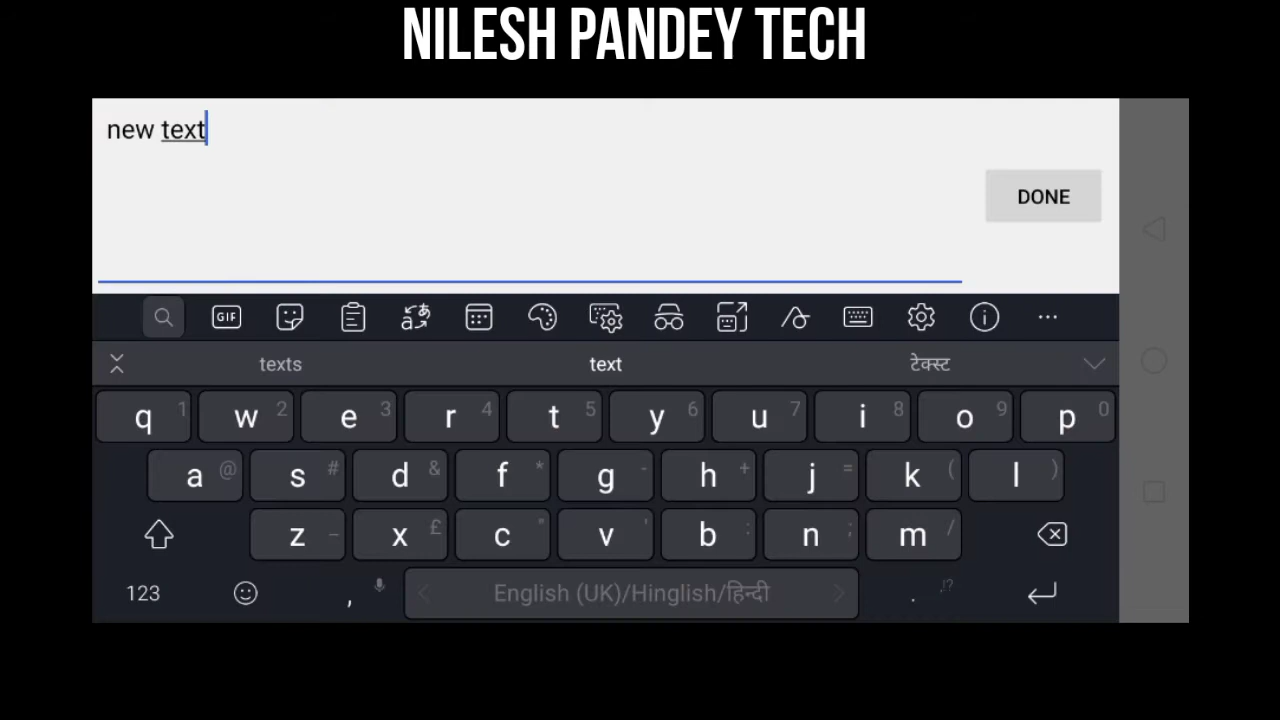 NILESH PANDEY TECH
new text
DONE
GIF
texts text टेक्स्ट
q 1 w 2 e 3 r 4 t 5 y 6 u 7 i 8 o 9 p 0
a @ s # d & f * g - h + j = k ( l )
z _ x £ c " v ' b : n ; m /
123 , English (UK)/Hinglish/हिन्दी . !?